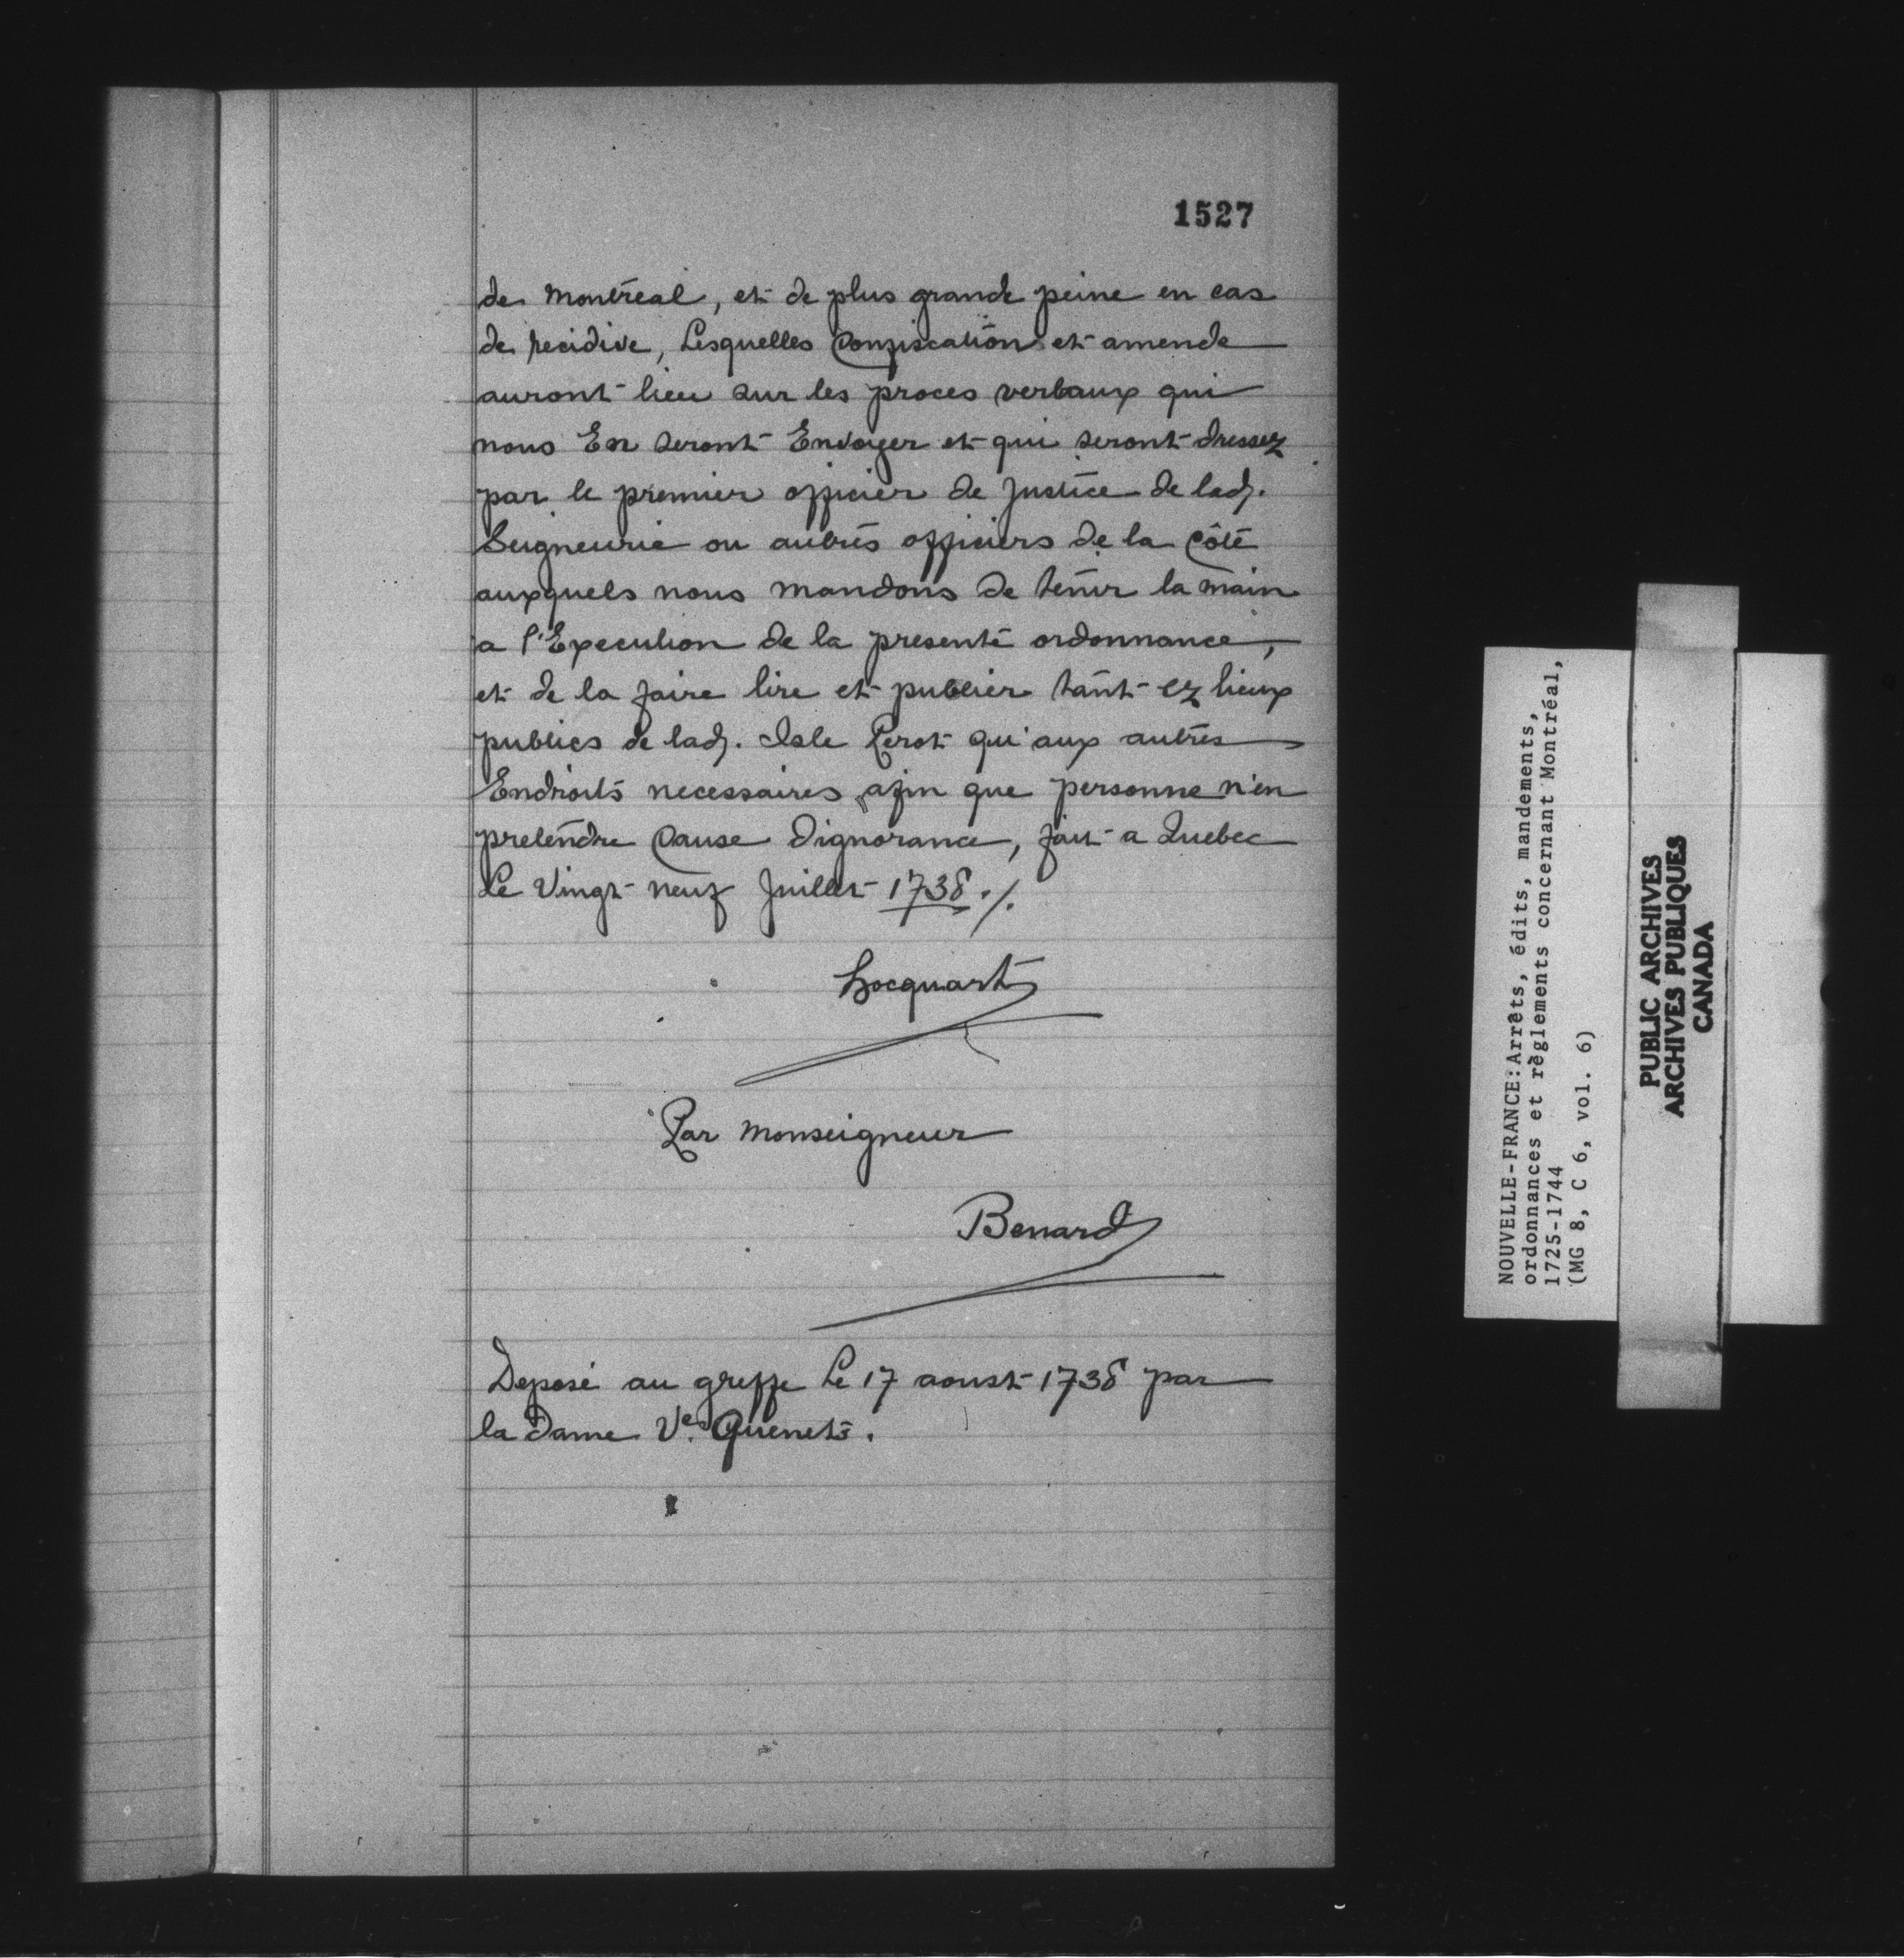 1527
de Montréal, et de plus grande peine en cas
de recidive, Lesquelles Confiscation et amende
auront lieu sur les proces verbaux qui
nous En seront Envoyer et qui seront dressez
par le premier officier de Justice de lad.
Seigneurie ou autres officiers de la Côté
auxquels nous mandons de tenir la main
a l'Execution de la presente ordonnance,
et de la faire lire et publier tant ez lieux
publics de lad. Isle Perot qu'aux autres
Endroits necessaires afin que personne n'en
pretendre Cause dignorance, fait a Quebec
Le Vingt neuf Juillet 1738 ./.
Hocquart
Par Monseigneur
Benard
Deposé au greffe Le 17 aoust 1738 par
la Dame Ve. Quenet.
NOUVELLE-FRANCE:Arrêts, édits, mandements,
ordonnances et règlements concernant Montréal,
1725-1744
(MG 8, C 6, vol. 6)
PUBLIC ARCHIVES
ARCHIVES PUBLIQUES
CANADA